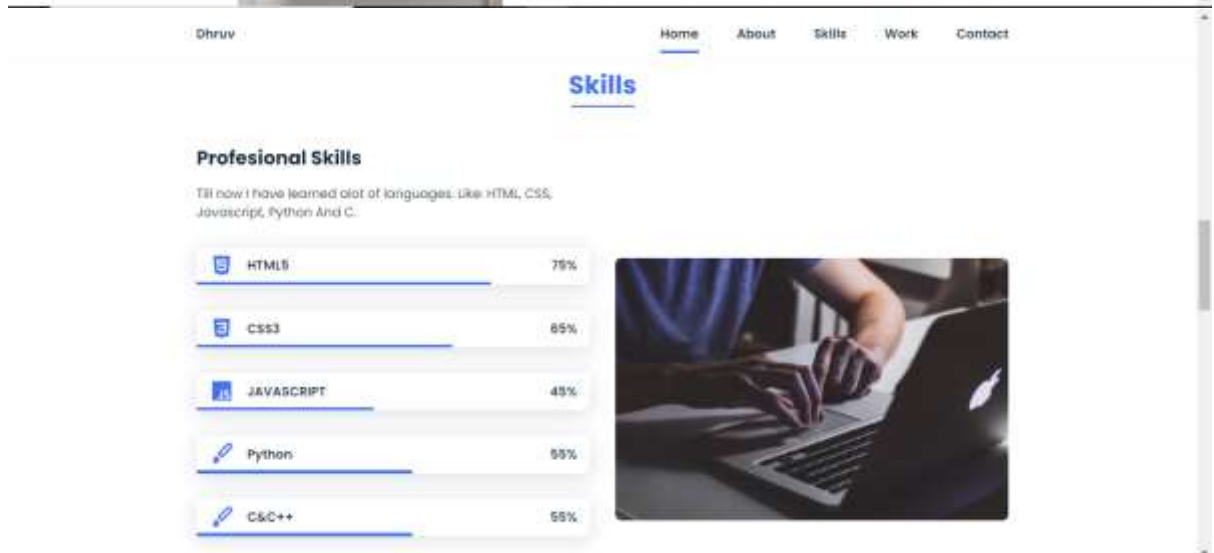 Dhruv
Home About Skills Work Contact
Skills
Profesional Skills
Till now I have learned alot of languages. Like: HTML, CSS,
Javascript, Python And C.
HTML5 75%
CSS3 65%
JS JAVASCRIPT 45%
Python 55%
C&C++ 55%